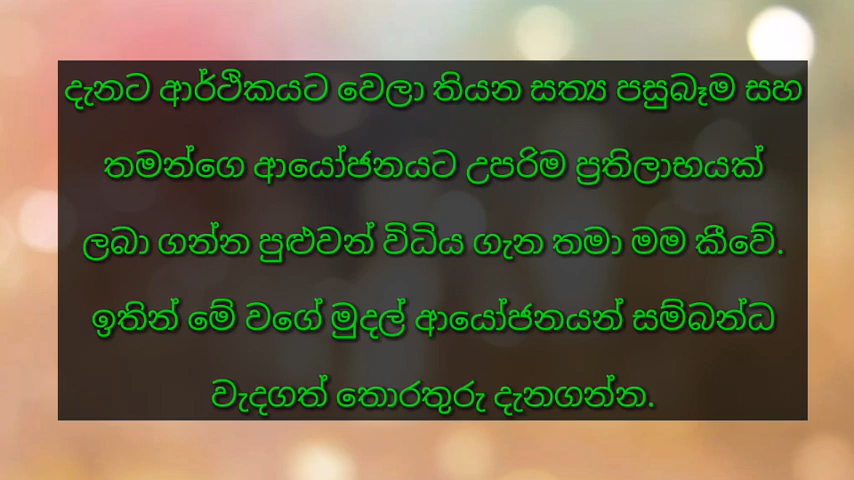 දැනට ආර්ථිකයට වෙලා තියන සත්‍ය පසුබෑම සහ
තමන්ගෙ ආයෝජනයට උපරිම ප්‍රතිලාභයක්
ලබා ගන්න පුළුවන් විධිය ගැන තමා මම කීවේ.
ඉතින් මේ වගේ මුදල් ආයෝජනයන් සම්බන්ධ
වැදගත් තොරතුරු දැනගන්න.